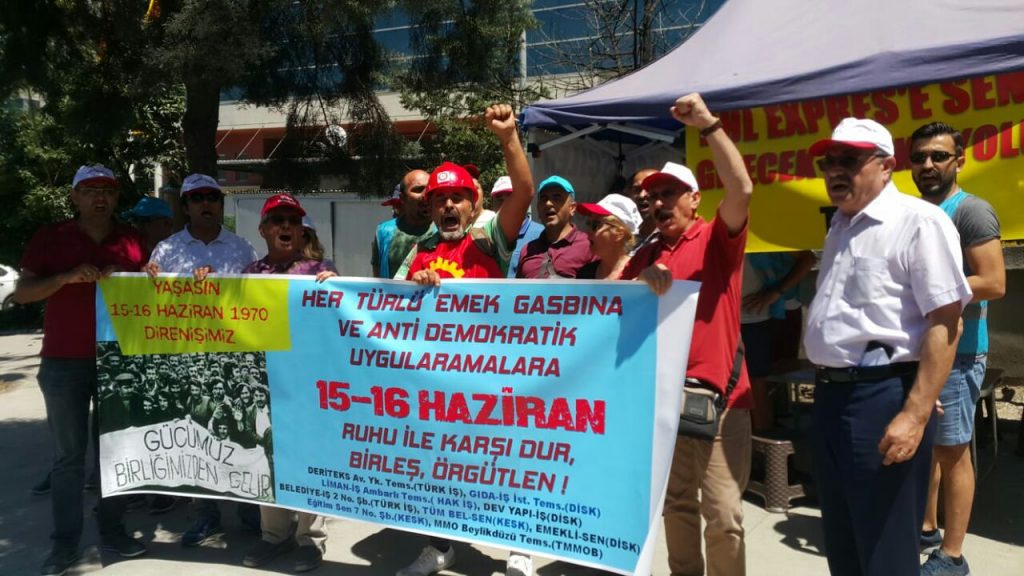 YAŞASIN
15-16 HAZİRAN 1970
DİRENİŞİMİZ
GÜCÜMÜZ
BİRLİĞİMİZDEN GELİR
HER TÜRLÜ EMEK GASBINA
VE ANTİ DEMOKRATİK
UYGULARAMALARA
15-16 HAZİRAN
RUHU İLE KARŞI DUR,
BİRLEŞ, ÖRGÜTLEN !
DERİTEKS Av. Yk. Tems.(TÜRK İŞ), GIDA-İŞ İst. Tems.(DİSK)
LİMAN-İŞ Ambarlı Tems.( HAK İŞ), DEV YAPI-İŞ(DİSK)
BELEDİYE-İŞ 2 No. Şb.(TÜRK İŞ), TÜM BEL-SEN(KESK), EMEKLİ-SEN(DİSK)
Eğitim Sen 7 No. Şb.(KESK), MMO Beylikdüzü Tems.(TMMOB)
EXPRES'E SEN
GELECEK
YOLU